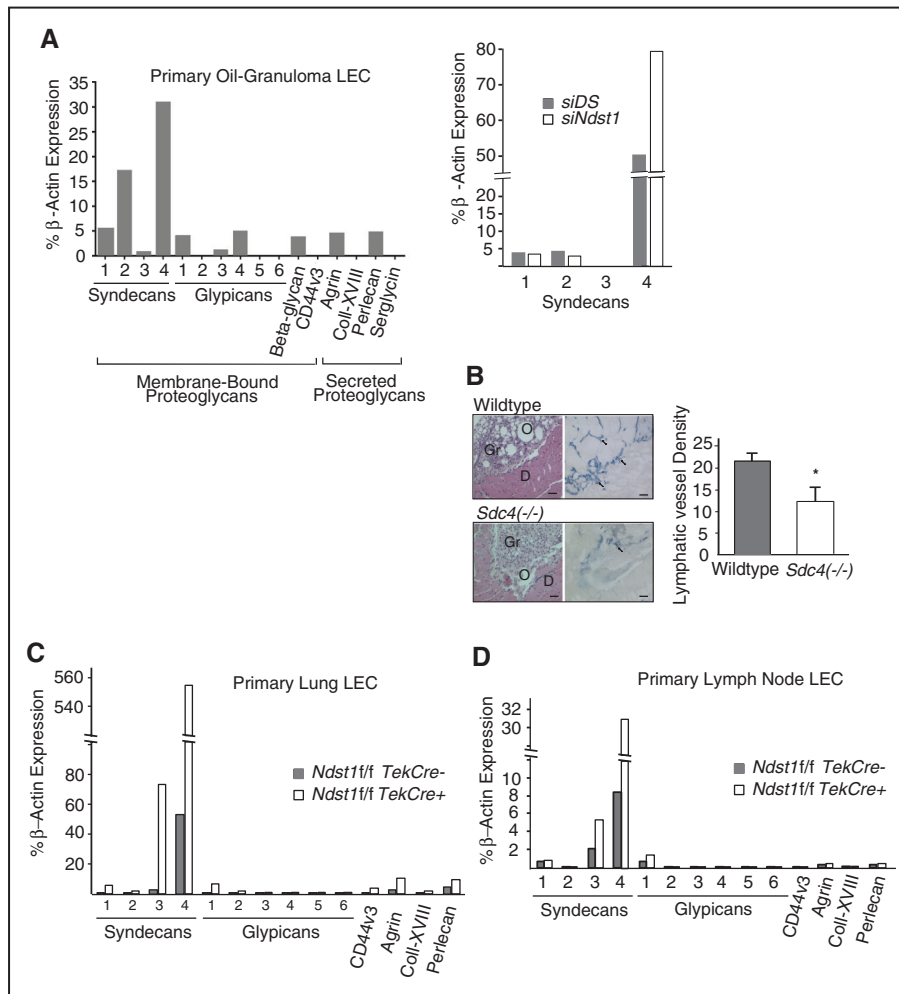 A
Primary Oil-Granuloma LEC
% β -Actin Expression
35
30
25
20
15
10
5
0
1 2 3 4 1 2 3 4 5 6
Syndecans
Glypicans
Beta-glycan
CD44v3
Agrin
Coll-XVIII
Perlecan
Serglycin
Membrane-Bound
Proteoglycans
Secreted
Proteoglycans
% β -Actin Expression
80
70
60
50
20
15
10
5
siDS
siNdst1
1 2 3 4
Syndecans
B
Wildtype
O
Gr
D
Sdc4(-/-)
Gr
O
D
Lymphatic vessel Density
25
20
15
10
5
0
*
Wildtype Sdc4(-/-)
C
Primary Lung LEC
% β–Actin Expression
560
540
80
60
40
20
Ndst1f/f TekCre-
Ndst1f/f TekCre+
1 2 3 4 1 2 3 4 5 6
Syndecans
Glypicans
CD44v3
Agrin
Coll-XVIII
Perlecan
D
Primary Lymph Node LEC
% β–Actin Expression
32
30
10
8
6
4
2
Ndst1f/f TekCre-
Ndst1f/f TekCre+
1 2 3 4 1 2 3 4 5 6
Syndecans
Glypicans
CD44v3
Agrin
Coll-XVIII
Perlecan